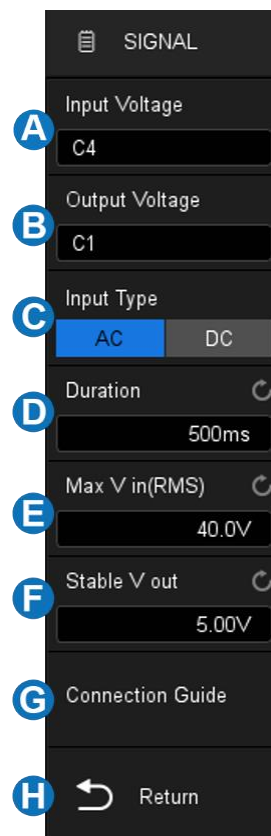 SIGNAL
Input Voltage
A
C4
Output Voltage
B
C1
Input Type
C
AC DC
Duration
D
500ms
Max V in(RMS)
E
40.0V
Stable V out
F
5.00V
G Connection Guide
H Return